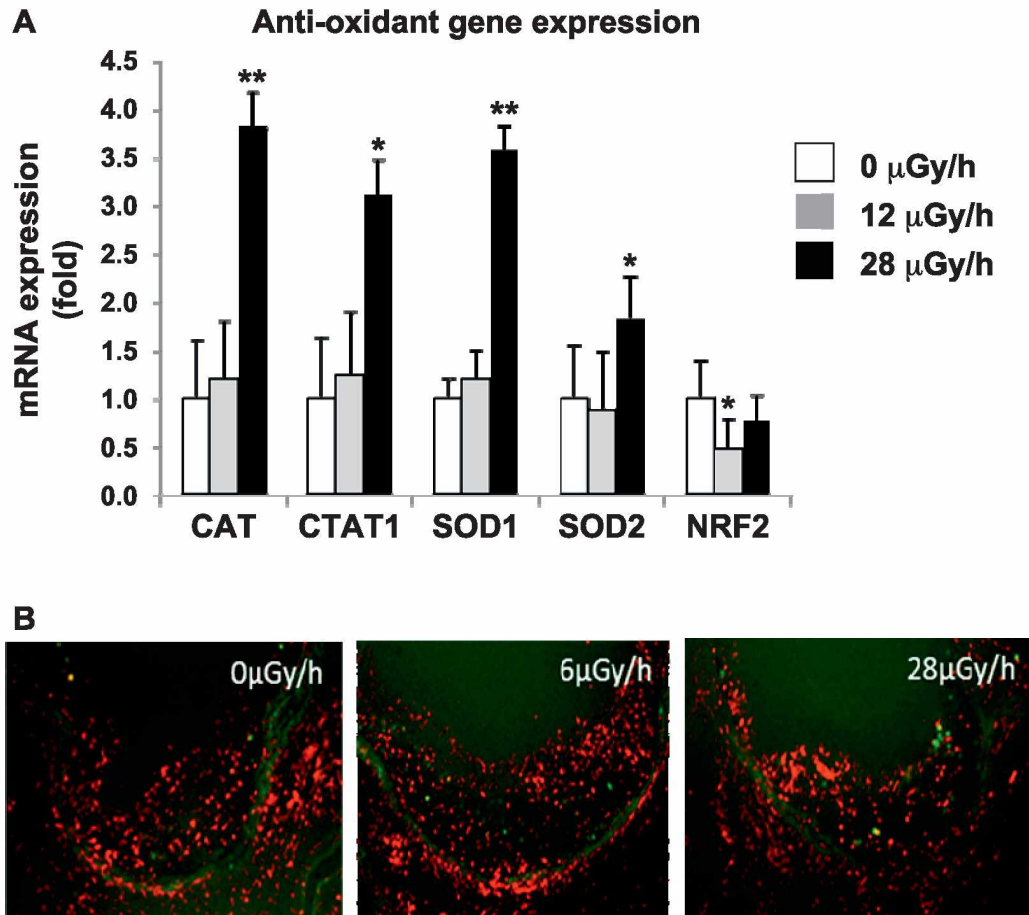 A
Anti-oxidant gene expression
mRNA expression
(fold)
4.5
4.0
3.5
3.0
2.5
2.0
1.5
1.0
0.5
0.0
**
*
**
*
*
CAT
CTAT1
SOD1
SOD2
NRF2
0 μGy/h
12 μGy/h
28 μGy/h
B
0μGy/h
6μGy/h
28μGy/h